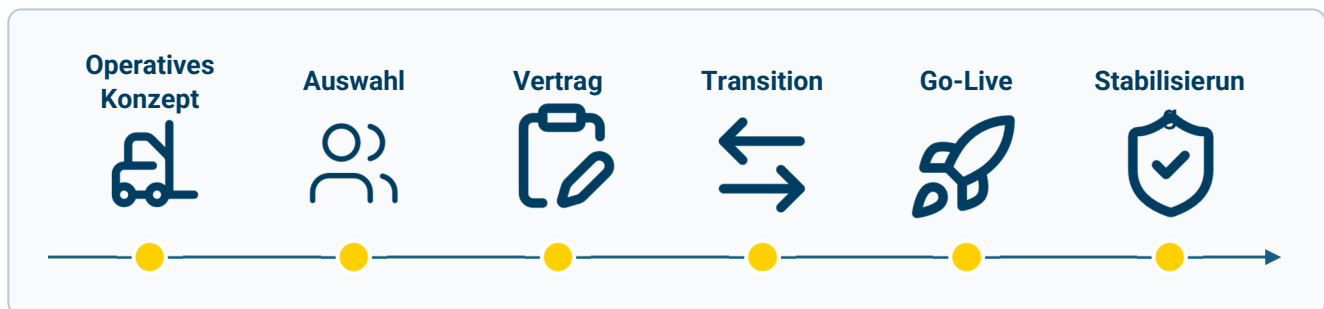 Operatives
Konzept
Auswahl
Vertrag
Transition
Go-Live
Stabilisierun
g